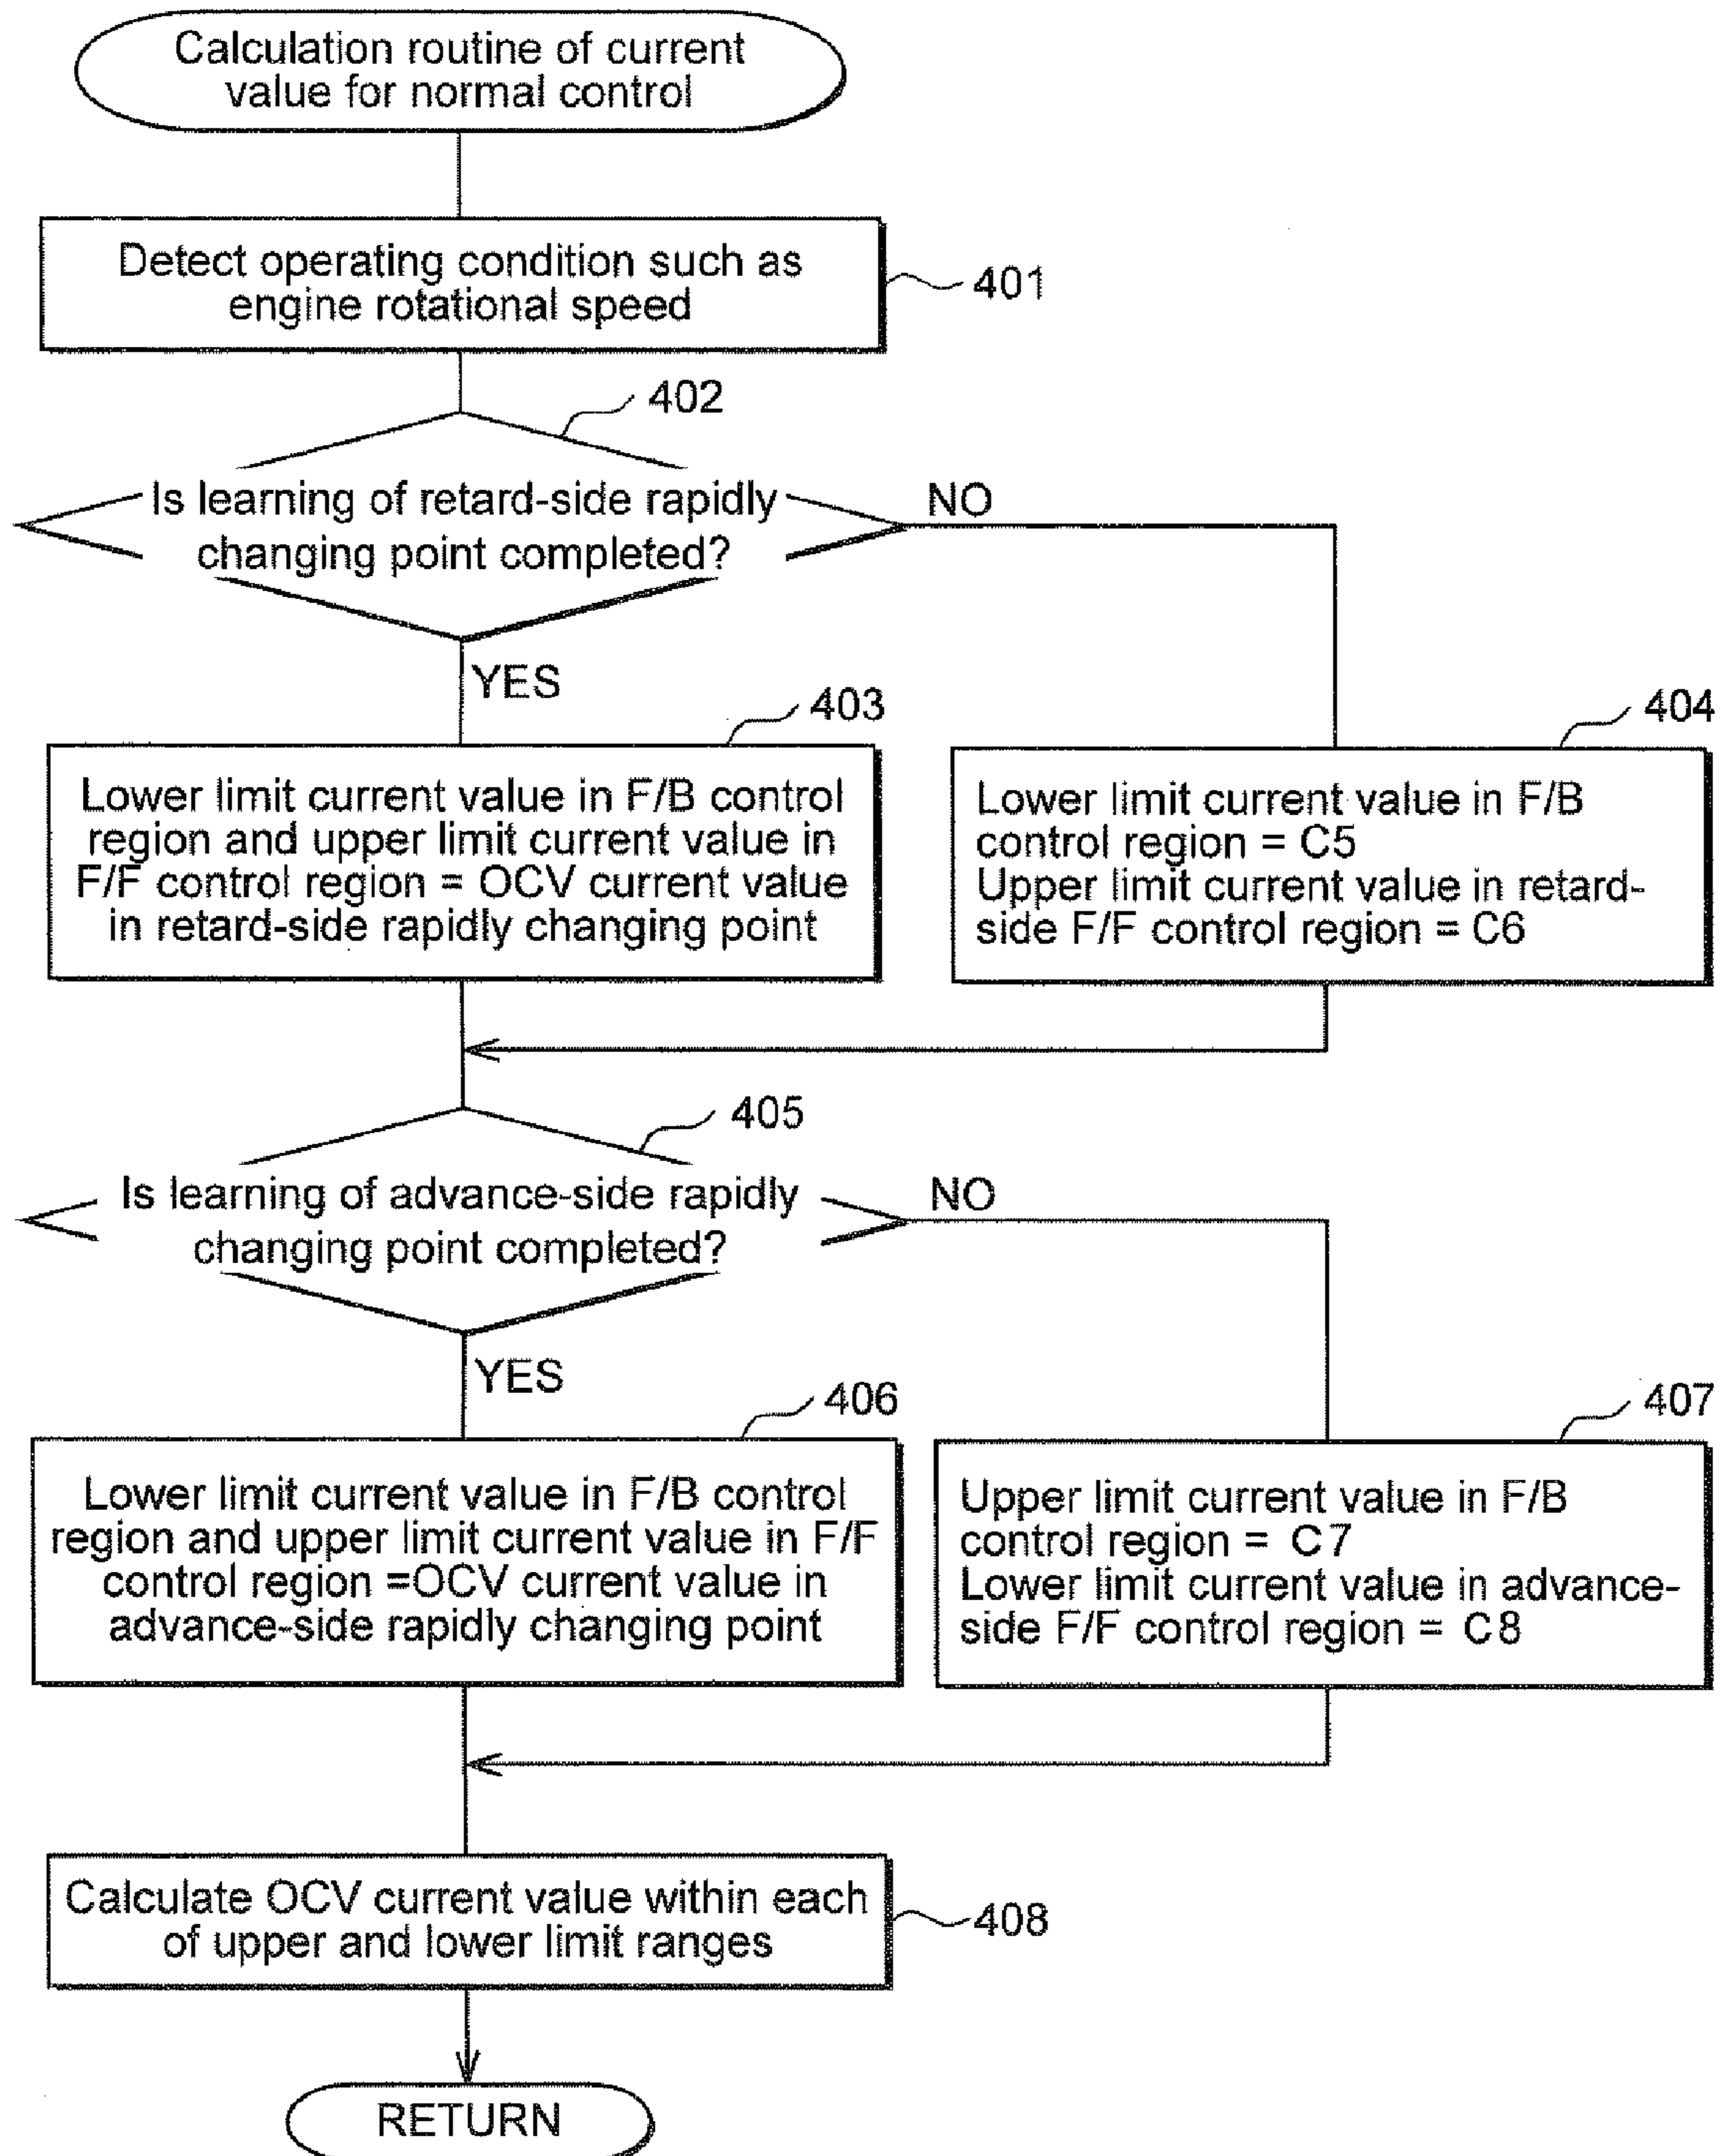 Calculation routine of current
value for normal control
Detect operating condition such as
engine rotational speed
401
402
Is learning of retard-side rapidly
changing point completed?
NO
YES
403
Lower limit current value in F/B control
region and upper limit current value in
F/F control region = OCV current value
in retard-side rapidly changing point
404
Lower limit current value in F/B
control region = C5
Upper limit current value in retard-
side F/F control region = C6
405
Is learning of advance-side rapidly
changing point completed?
NO
YES
406
Lower limit current value in F/B control
region and upper limit current value in F/F
control region =OCV current value in
advance-side rapidly changing point
407
Upper limit current value in F/B
control region = C7
Lower limit current value in advance-
side F/F control region = C8
Calculate OCV current value within each
of upper and lower limit ranges
408
RETURN